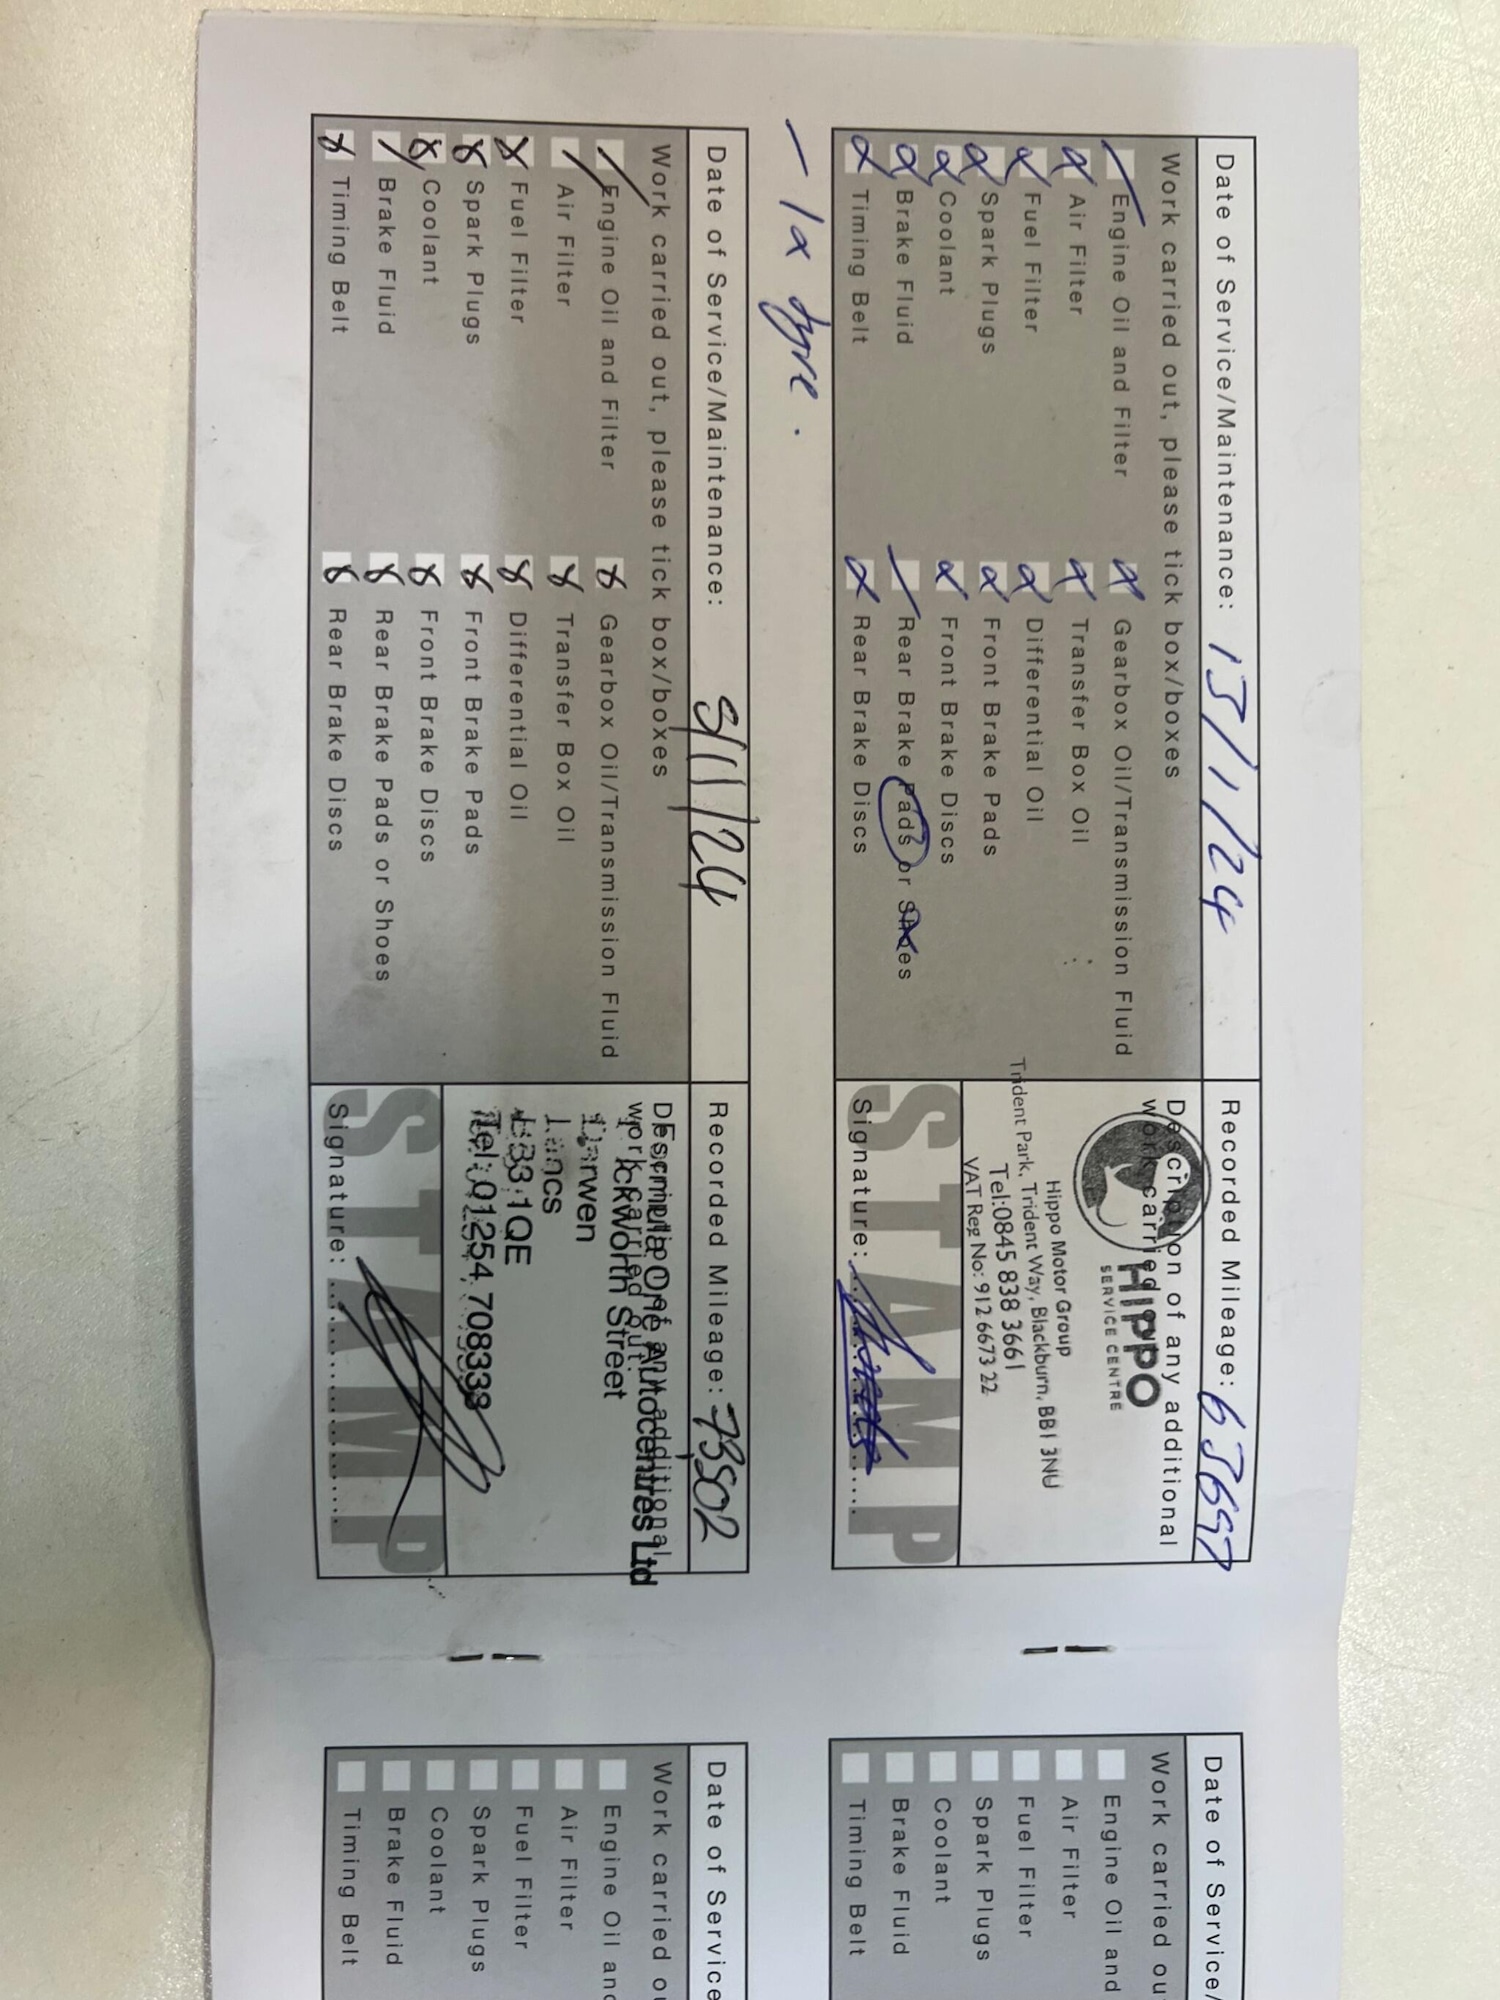 Date of Service/Maintenance: 13/1/24
Recorded Mileage: 63697
Work carried out, please tick box/boxes
Engine Oil and Filter
Air Filter
Fuel Filter
Spark Plugs
Coolant
Brake Fluid
Timing Belt
Gearbox Oil/Transmission Fluid
Transfer Box Oil
Differential Oil
Front Brake Pads
Front Brake Discs
Rear Brake Pads or Shoes
Rear Brake Discs
Description of any additional
work carried out
HIPPO
SERVICE CENTRE
Hippo Motor Group
Trident Park, Trident Way, Blackburn, BB1 3NU
Tel:0845 838 3661
VAT Reg No: 912 6673 22
STAMP
Signature:
- 1x tyre.
Date of Service/Maintenance: 9/11/24
Recorded Mileage: 73502
Work carried out, please tick box/boxes
Engine Oil and Filter
Air Filter
Fuel Filter
Spark Plugs
Coolant
Brake Fluid
Timing Belt
Gearbox Oil/Transmission Fluid
Transfer Box Oil
Differential Oil
Front Brake Pads
Front Brake Discs
Rear Brake Pads or Shoes
Rear Brake Discs
Description of any additional
work carried out
Formula One Autocentres Ltd
Street
Darwen
Lancs
BB3 1QE
Tel: 01254 708333
STAMP
Signature:
Date of Service/
Work carried ou
Engine Oil and
Air Filter
Fuel Filter
Spark Plugs
Coolant
Brake Fluid
Timing Belt
Date of Service
Work carried ou
Engine Oil and
Air Filter
Fuel Filter
Spark Plugs
Coolant
Brake Fluid
Timing Belt